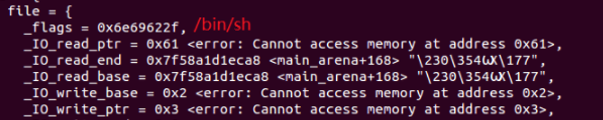 file = {
_flags = 0x6e69622f, /bin/sh
_IO_read_ptr = 0x61 <error: Cannot access memory at address 0x61>,
_IO_read_end = 0x7f58a1d1eca8 <main_arena+168> "\230\354ѡX\177",
_IO_read_base = 0x7f58a1d1eca8 <main_arena+168> "\230\354ѡX\177",
_IO_write_base = 0x2 <error: Cannot access memory at address 0x2>,
_IO_write_ptr = 0x3 <error: Cannot access memory at address 0x3>,